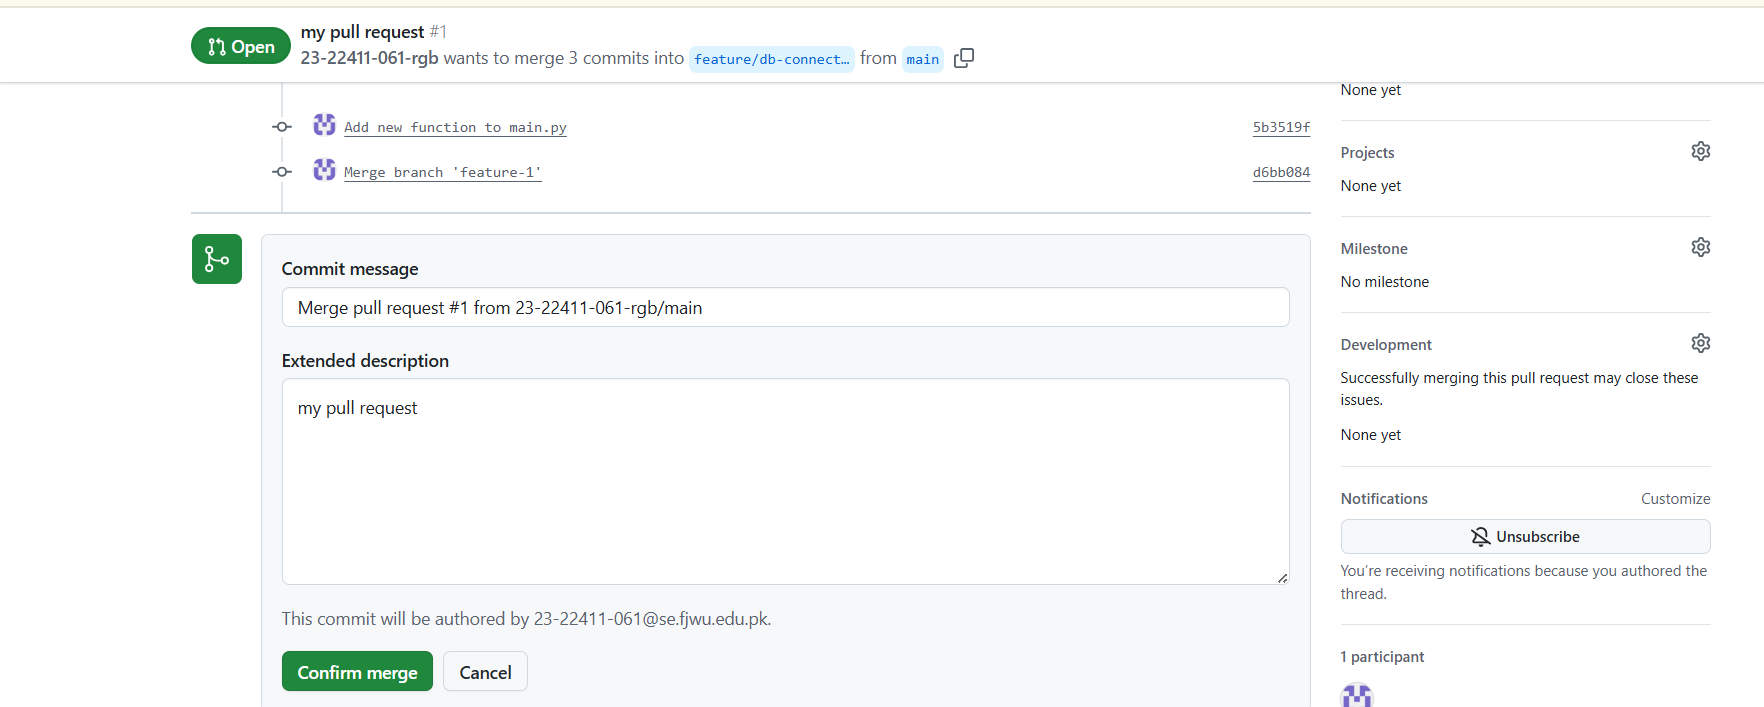 Open
my pull request #1
23-22411-061-rgb wants to merge 3 commits into feature/db-connect… from main
Add new function to main.py 5b3519f
Merge branch 'feature-1' d6bb084
Commit message
Merge pull request #1 from 23-22411-061-rgb/main
Extended description
my pull request
This commit will be authored by 23-22411-061@se.fjwu.edu.pk.
Confirm merge
Cancel
None yet
Projects
None yet
Milestone
No milestone
Development
Successfully merging this pull request may close these
issues.
None yet
Notifications Customize
Unsubscribe
You're receiving notifications because you authored the
thread.
1 participant